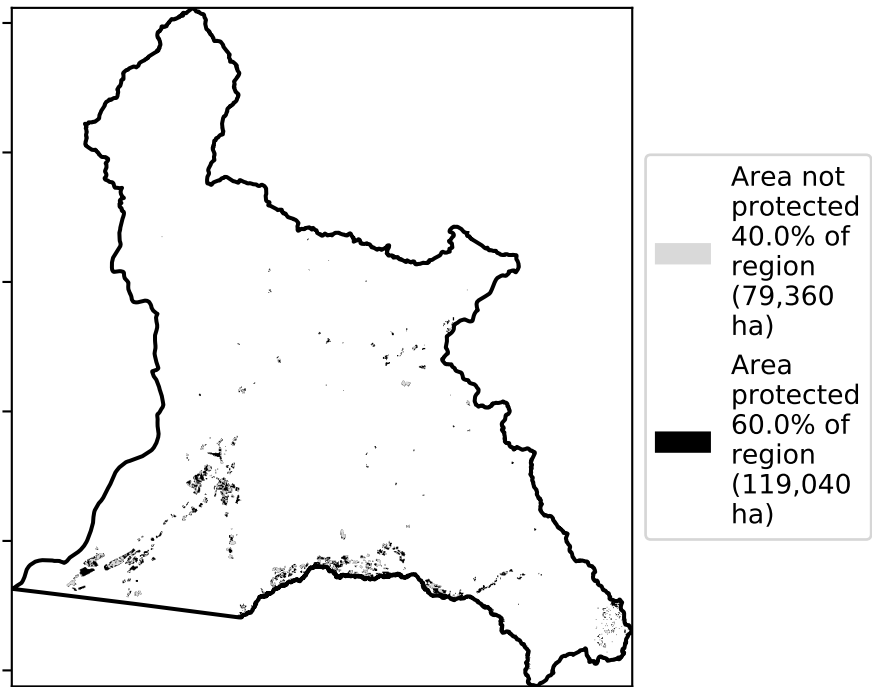 Area not
protected
40.0% of
region
(79,360
ha)
Area
protected
60.0% of
region
(119,040
ha)